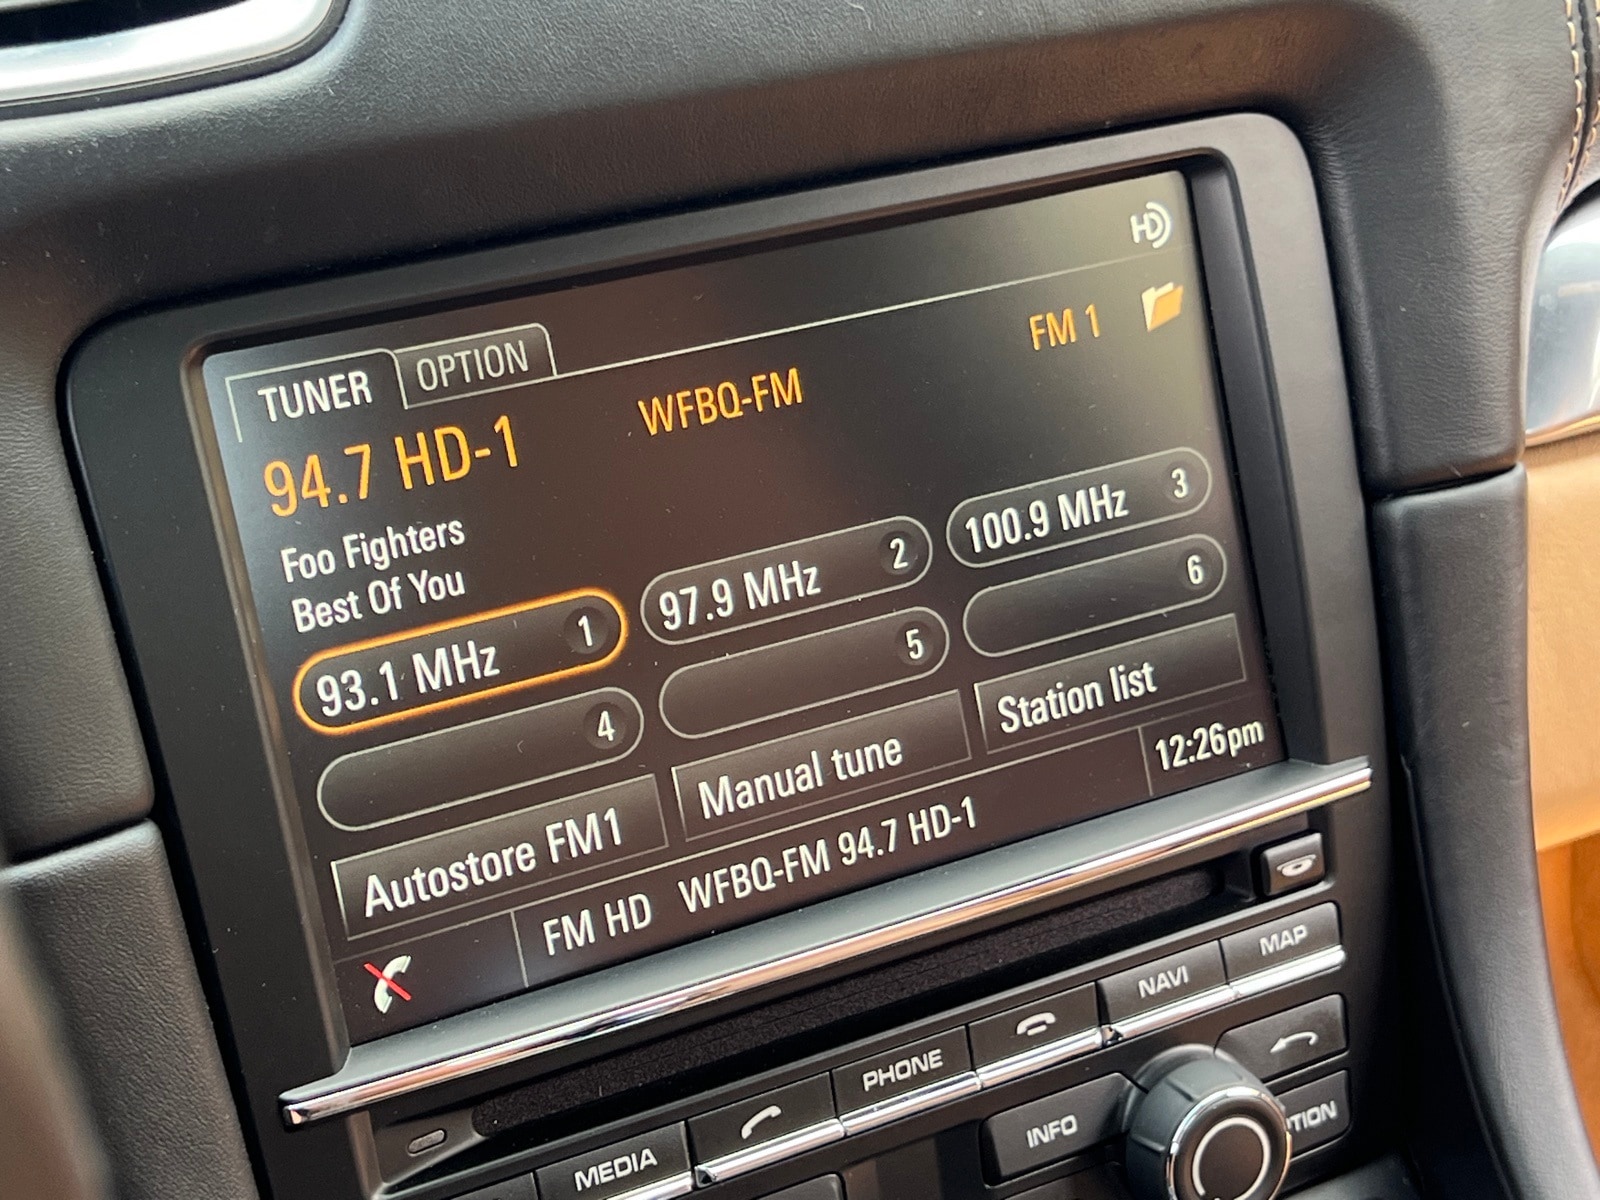 HD
TUNER OPTION
FM 1
94.7 HD-1 WFBQ-FM
Foo Fighters
Best Of You
93.1 MHz 1
97.9 MHz 2
100.9 MHz 3
4
5
6
Autostore FM1
Manual tune
Station list
FM HD WFBQ-FM 94.7 HD-1
12:26pm
MEDIA
PHONE
NAVI
MAP
INFO